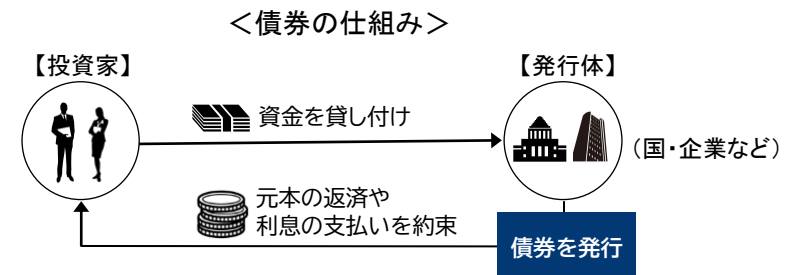 ＜債券の仕組み＞
【投資家】
【発行体】
資金を貸し付け
（国・企業など）
元本の返済や
利息の支払いを約束
債券を発行